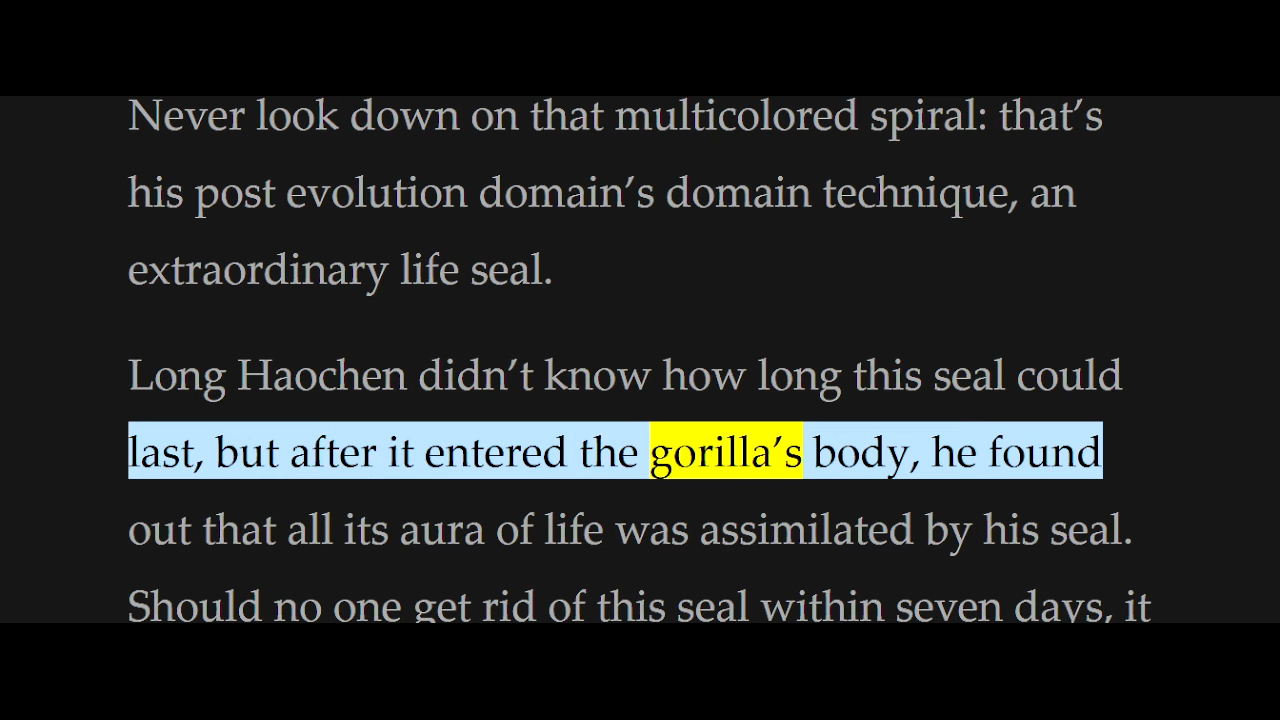 Never look down on that multicolored spiral: that’s
his post evolution domain’s domain technique, an
extraordinary life seal.
Long Haochen didn’t know how long this seal could
last, but after it entered the gorilla’s body, he found
out that all its aura of life was assimilated by his seal.
Should no one get rid of this seal within seven days, it